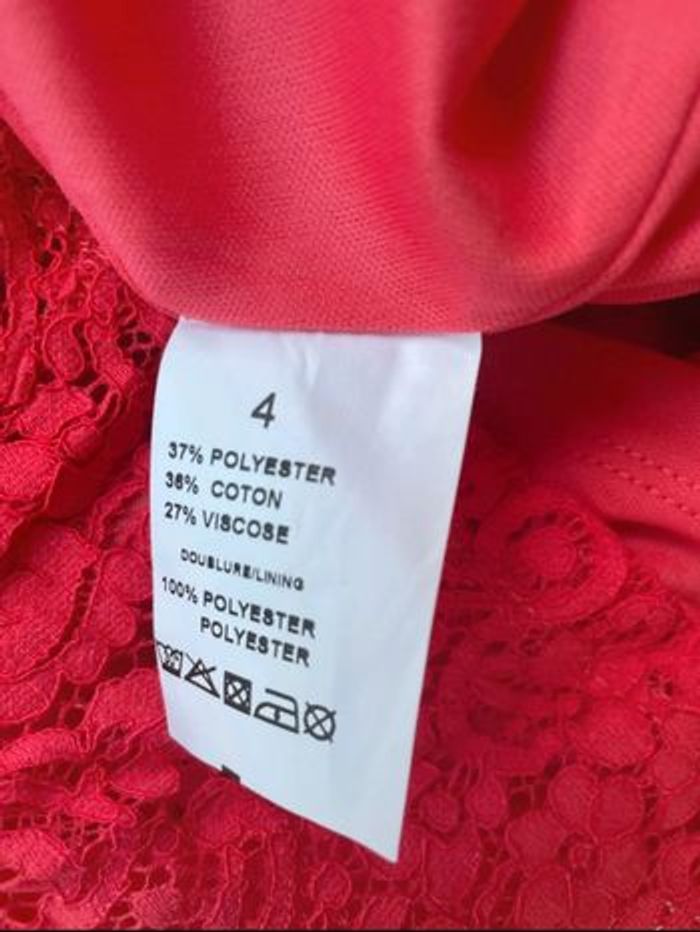 4
37% POLYESTER
36% COTON
27% VISCOSE
DOUBLURE/LINING
100% POLYESTER
POLYESTER